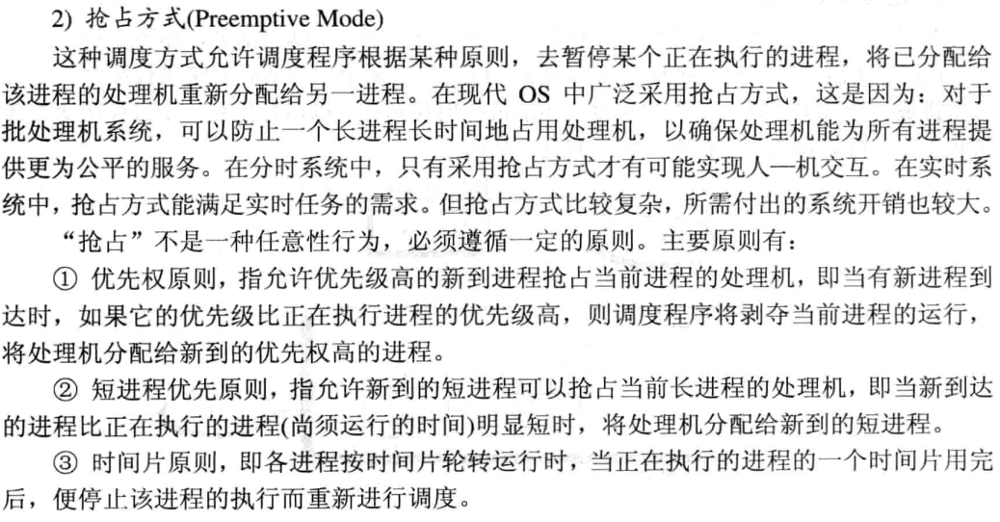 2) 抢占方式(Preemptive Mode)
这种调度方式允许调度程序根据某种原则，去暂停某个正在执行的进程，将已分配给
该进程的处理机重新分配给另一进程。在现代 OS 中广泛采用抢占方式，这是因为：对于
批处理机系统，可以防止一个长进程长时间地占用处理机，以确保处理机能为所有进程提
供更为公平的服务。在分时系统中，只有采用抢占方式才有可能实现人—机交互。在实时系
统中，抢占方式能满足实时任务的需求。但抢占方式比较复杂，所需付出的系统开销也较大。
“抢占”不是一种任意性行为，必须遵循一定的原则。主要原则有：
① 优先权原则，指允许优先级高的新到进程抢占当前进程的处理机，即当有新进程到
达时，如果它的优先级比正在执行进程的优先级高，则调度程序将剥夺当前进程的运行，
将处理机分配给新到的优先权高的进程。
② 短进程优先原则，指允许新到的短进程可以抢占当前长进程的处理机，即当新到达
的进程比正在执行的进程(尚须运行的时间)明显短时，将处理机分配给新到的短进程。
③ 时间片原则，即各进程按时间片轮转运行时，当正在执行的进程的一个时间片用完
后，便停止该进程的执行而重新进行调度。